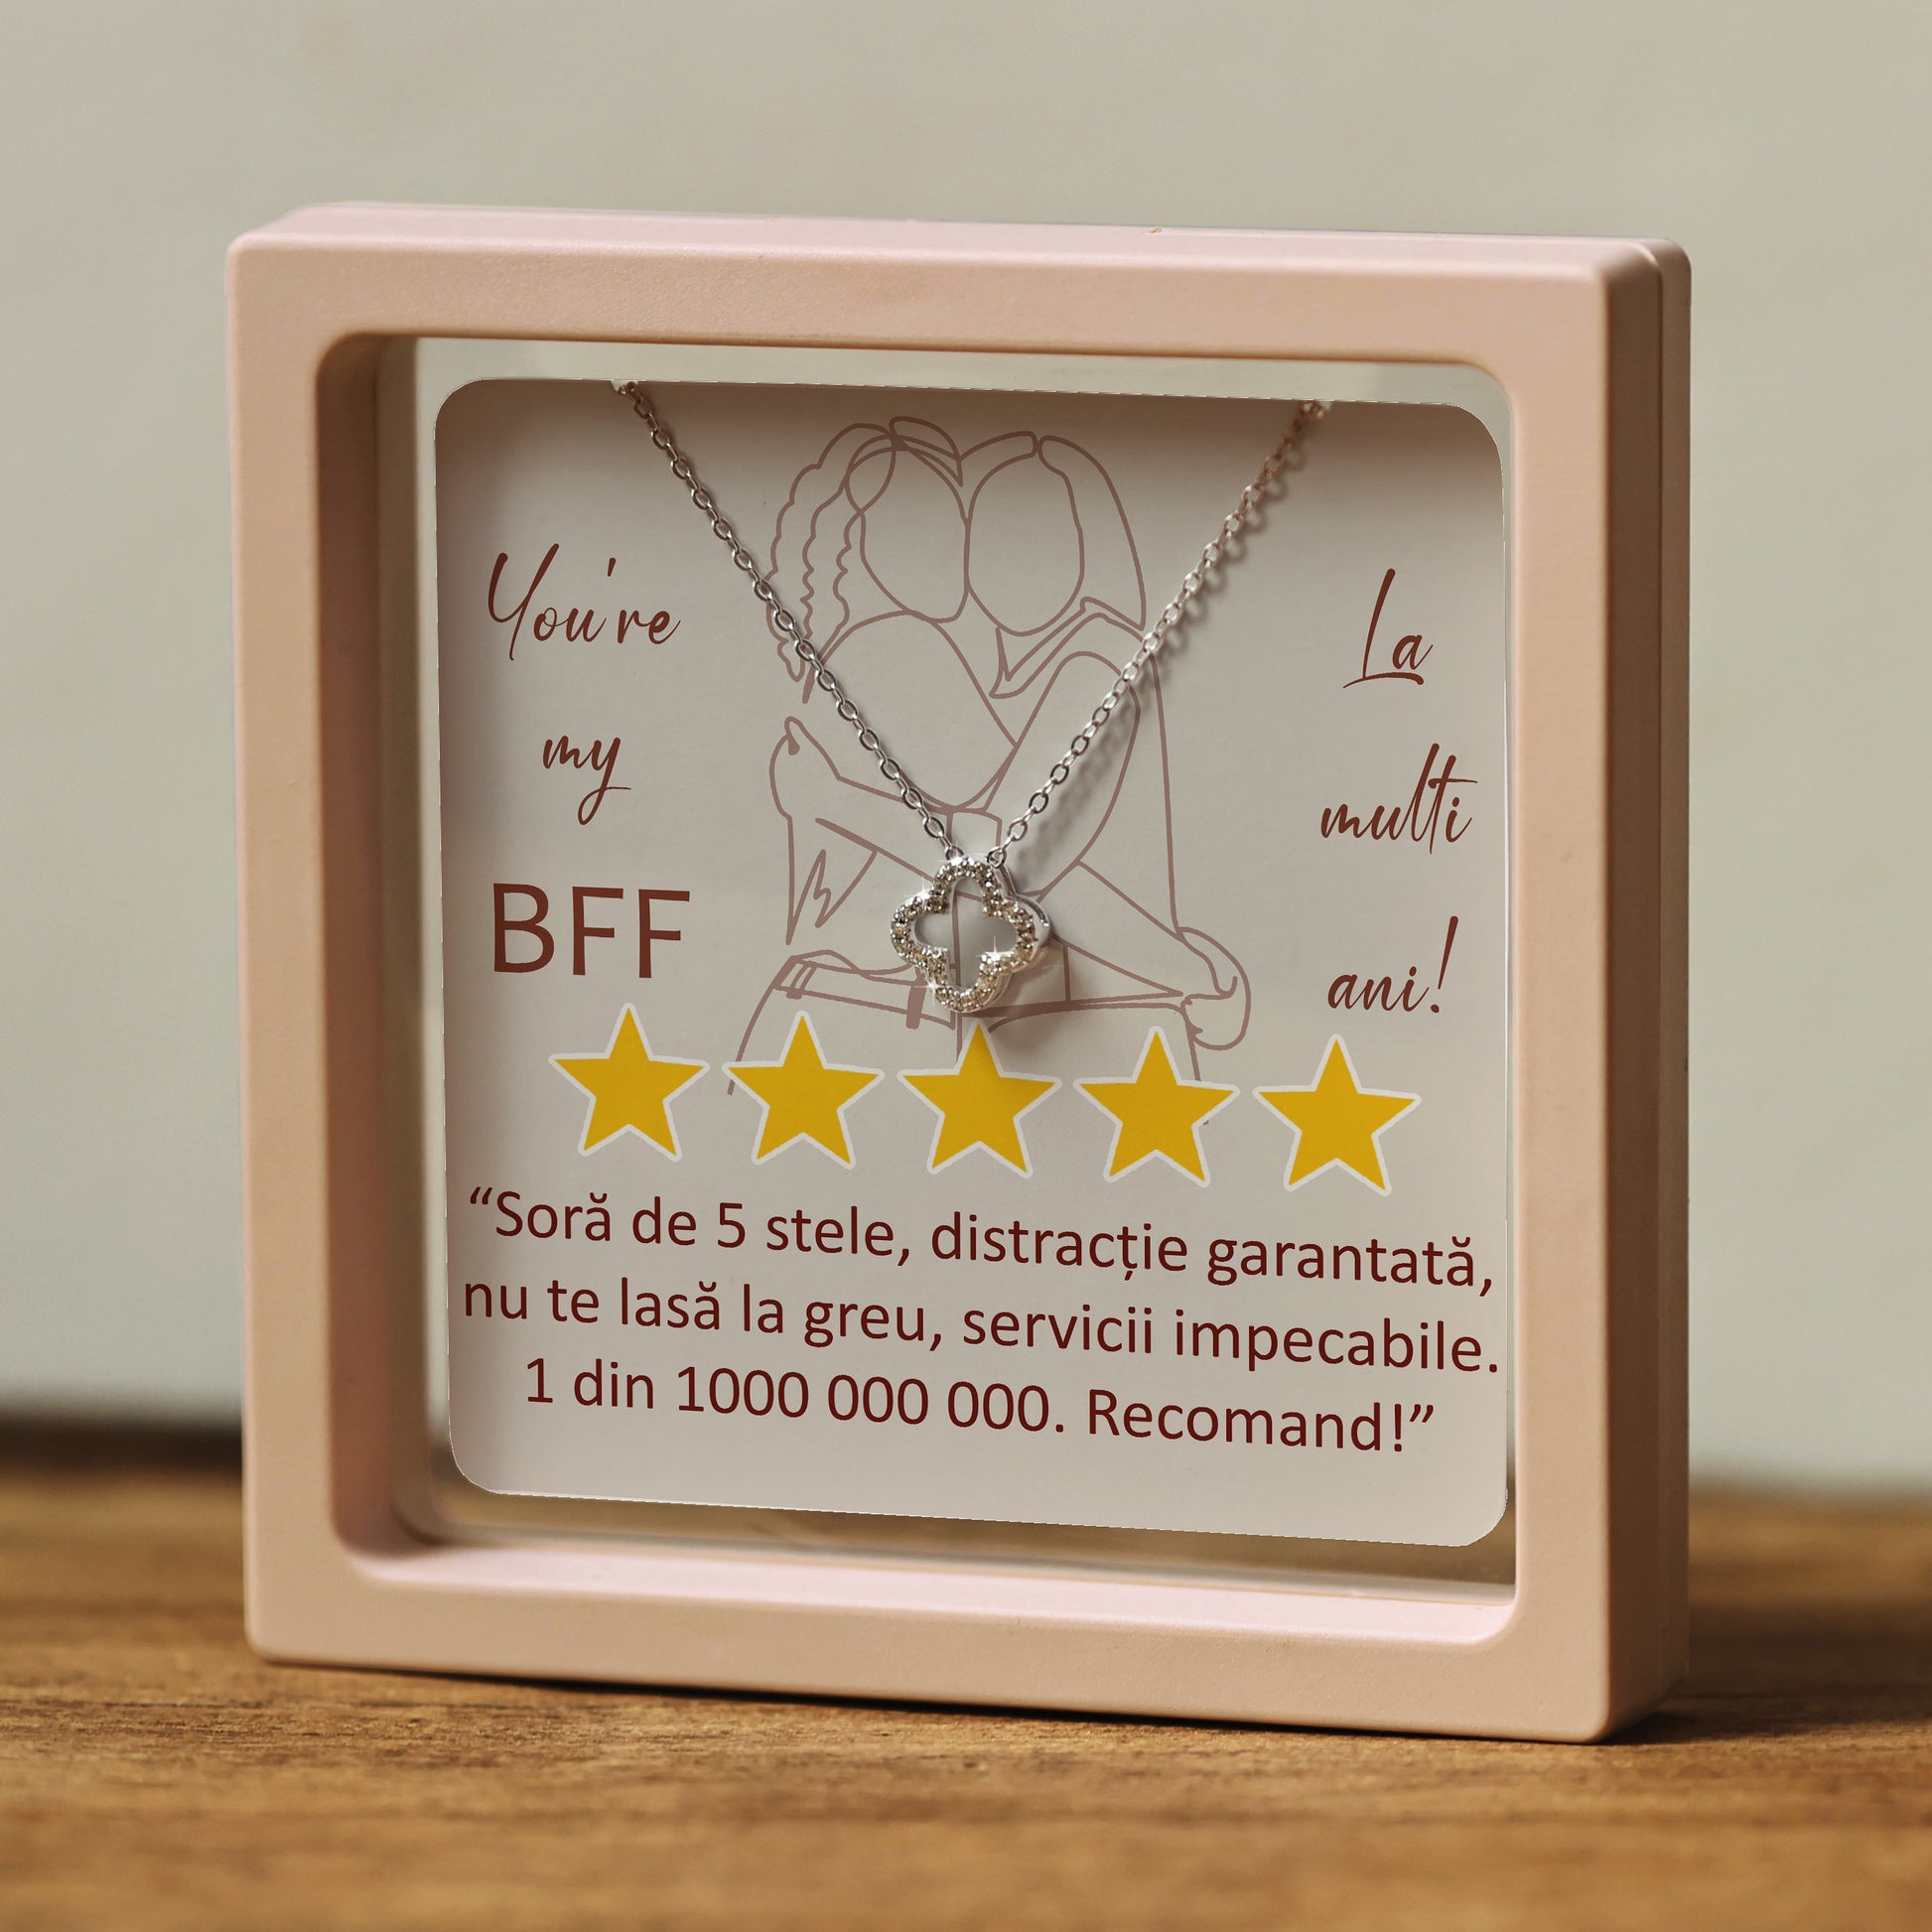 You're
my
BFF
La
multi
ani!
“Soră de 5 stele, distracție garantată,
nu te lasă la greu, servicii impecabile.
1 din 1000 000 000. Recomand!”